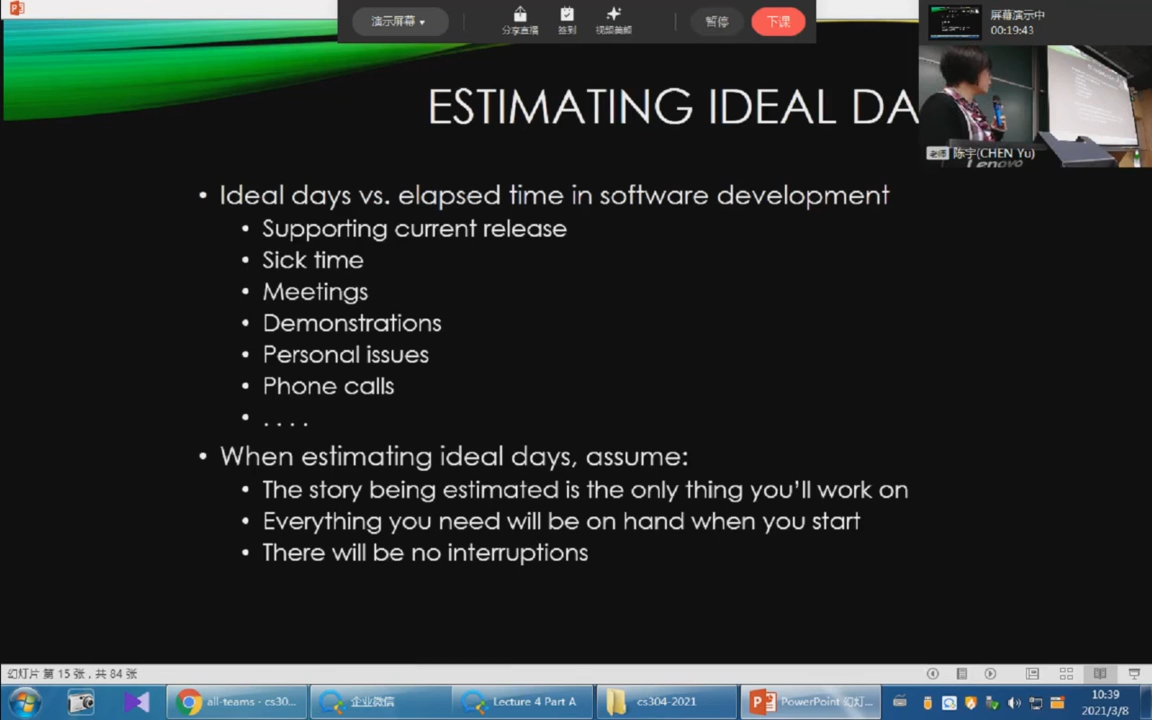 演示屏幕
分享直播
签到
视频美颜
暂停
下课
屏幕演示中
00:19:43
老师 陈宇(CHEN Yu)
Lenovo
ESTIMATING IDEAL DA
• Ideal days vs. elapsed time in software development
• Supporting current release
• Sick time
• Meetings
• Demonstrations
• Personal issues
• Phone calls
• . . . .
• When estimating ideal days, assume:
• The story being estimated is the only thing you'll work on
• Everything you need will be on hand when you start
• There will be no interruptions
幻灯片 第 15 张，共 84 张
all-teams - cs30...
企业微信
Lecture 4 Part A
cs304-2021
PowerPoint 幻灯...
10:39
2021/3/8